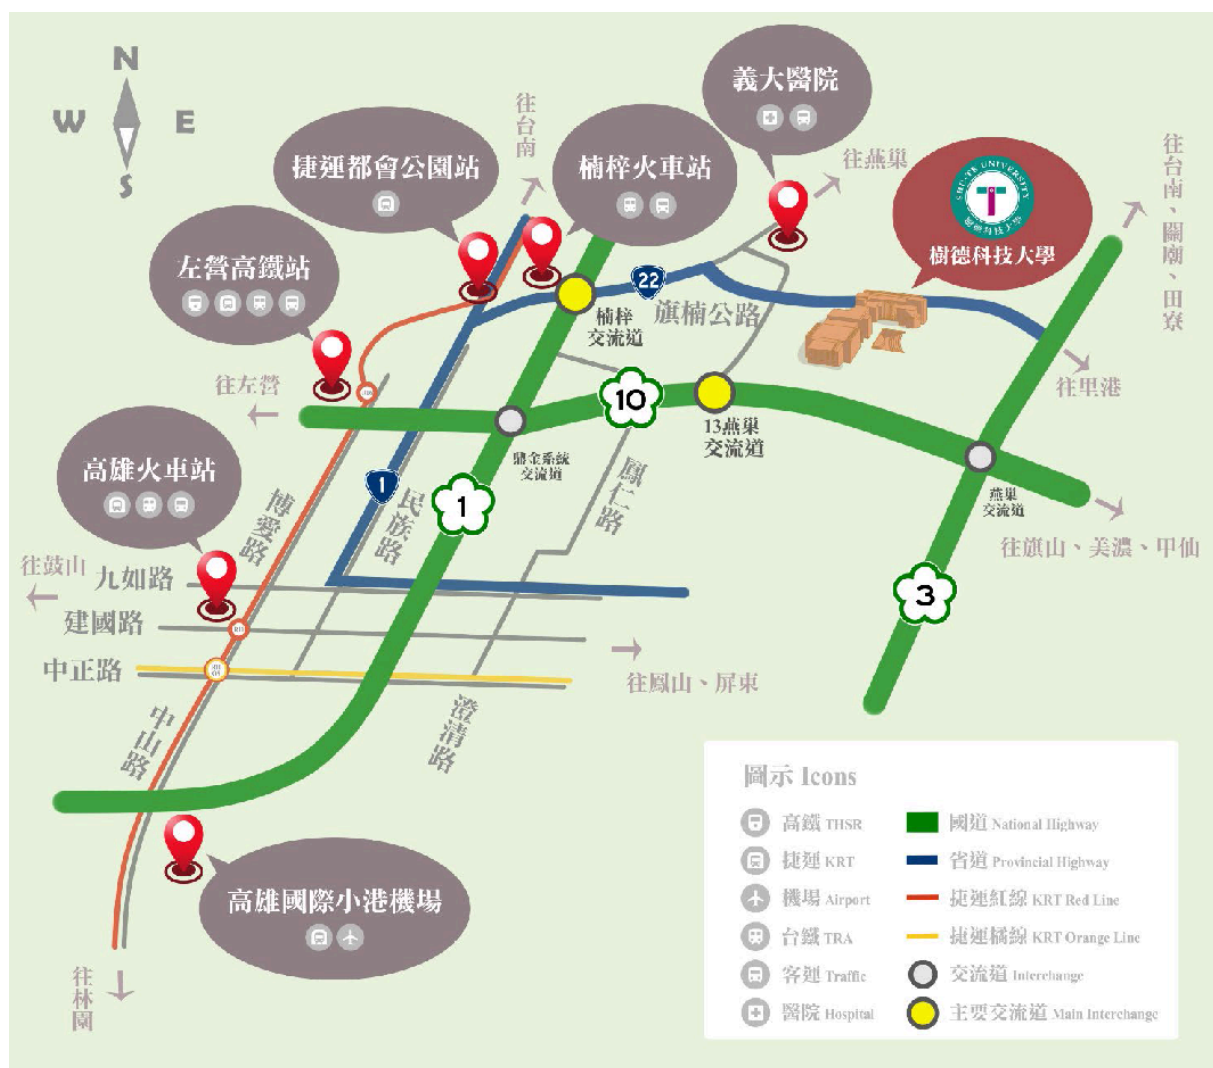 N
W E
S
義大醫院
往台南
捷運都會公園站
楠梓火車站
往燕巢
SHU-TE UNIVERSITY
樹德科技大學
樹德科技大學
往台南、關廟、田寮
左營高鐵站
22
旗楠公路
楠梓
交流道
往左營
往里港
10
13燕巢
交流道
鼎金系統
交流道
高雄火車站
1
民族路
1
鳳仁路
燕巢
交流道
博愛路
往旗山、美濃、甲仙
往鼓山
九如路
3
建國路
中正路
往鳳山、屏東
中山路
澄清路
高雄國際小港機場
往林園
圖示 Icons
高鐵 THSR
捷運 KRT
機場 Airport
台鐵 TRA
客運 Traffic
醫院 Hospital
國道 National Highway
省道 Provincial Highway
捷運紅線 KRT Red Line
捷運橘線 KRT Orange Line
交流道 Interchange
主要交流道 Main Interchange